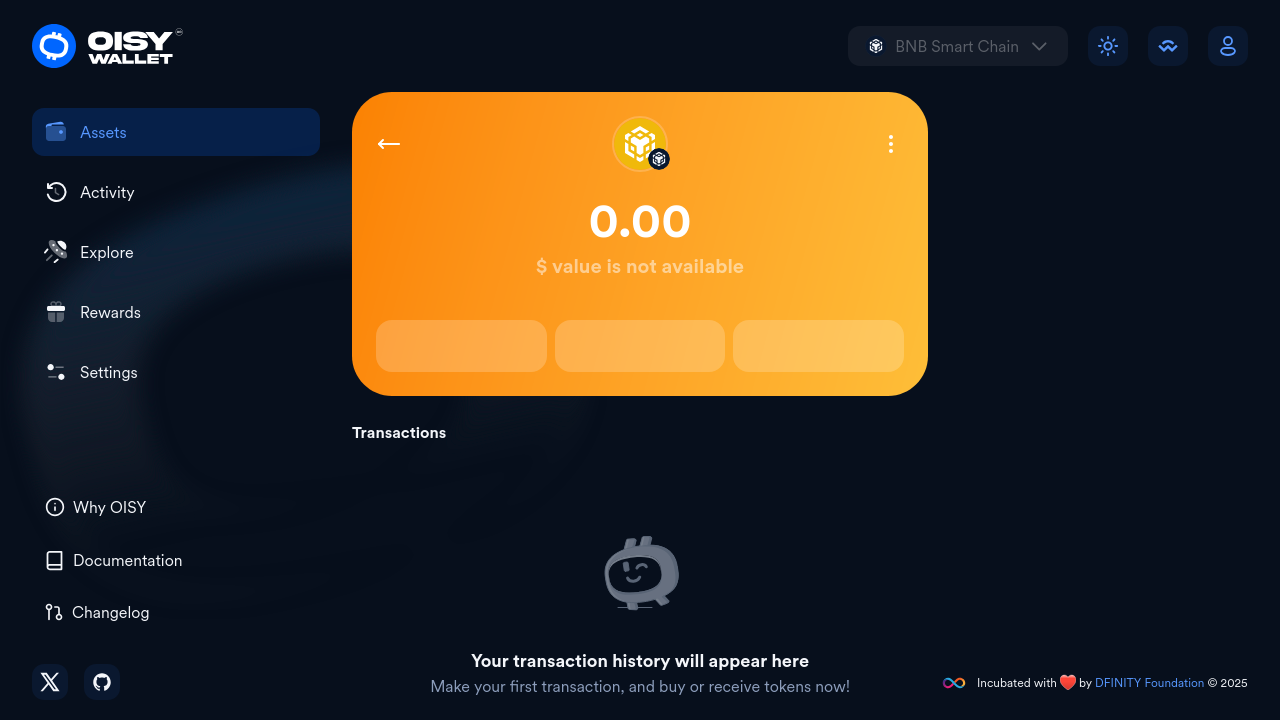 OISY
WALLET
BNB Smart Chain
Assets
Activity
Explore
Rewards
Settings
0.00
$ value is not available
Transactions
Why OISY
Documentation
Changelog
Your transaction history will appear here
Make your first transaction, and buy or receive tokens now!
Incubated with ❤️ by DFINITY Foundation © 2025